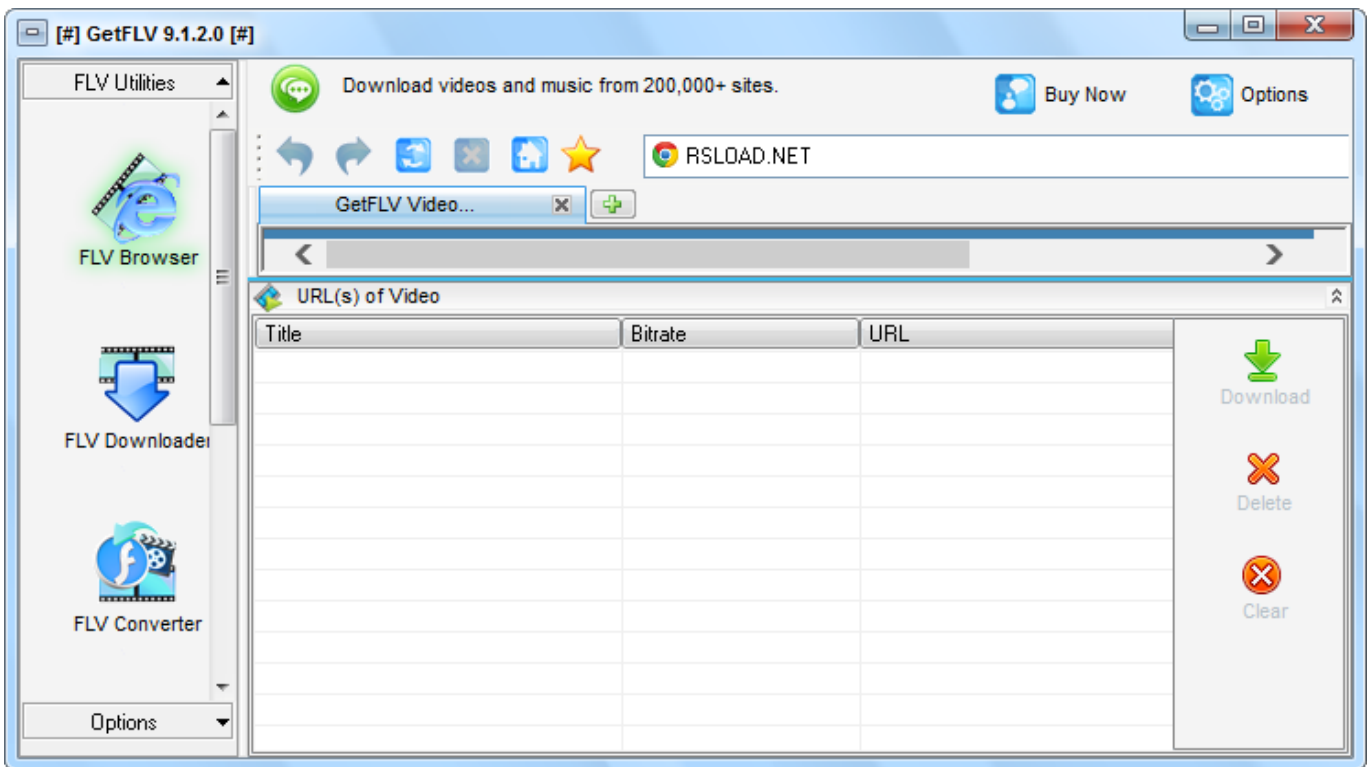 [#] GetFLV 9.1.2.0 [#]
FLV Utilities
Download videos and music from 200,000+ sites.
Buy Now
Options
RSLOAD.NET
GetFLV Video...
FLV Browser
URL(s) of Video
Title Bitrate URL
Download
FLV Downloader
Delete
Clear
FLV Converter
Options